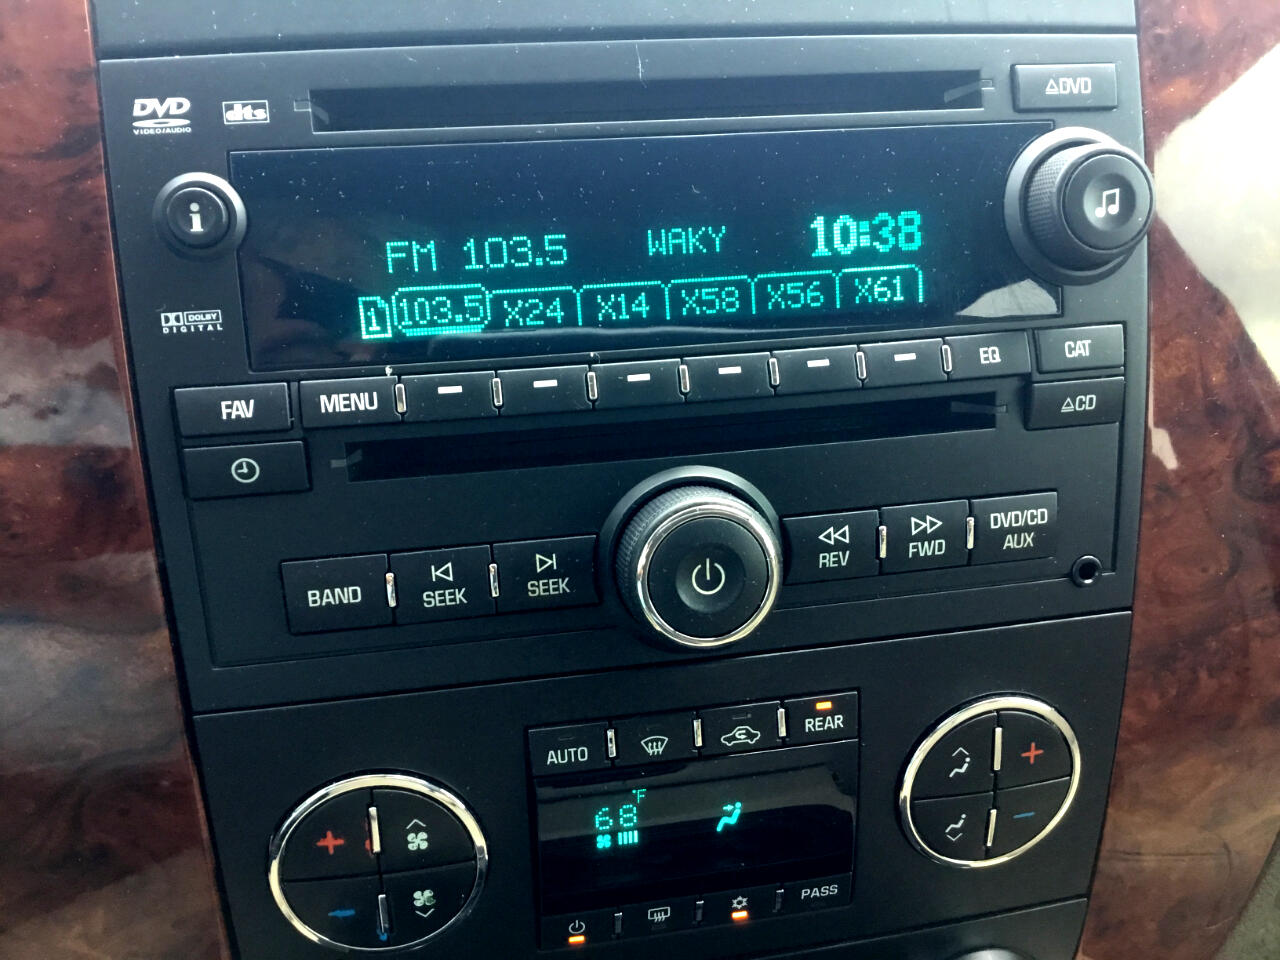 DVD
VIDEO/AUDIO
dts
DVD
i
FM 103.5 WAKY 10:38
1 103.5 X24 X14 X58 X56 X61
DOLBY
DIGITAL
FAV
MENU
EQ
CAT
CD
BAND
SEEK
SEEK
REV
FWD
DVD/CD
AUX
AUTO
REAR
68 °F
PASS